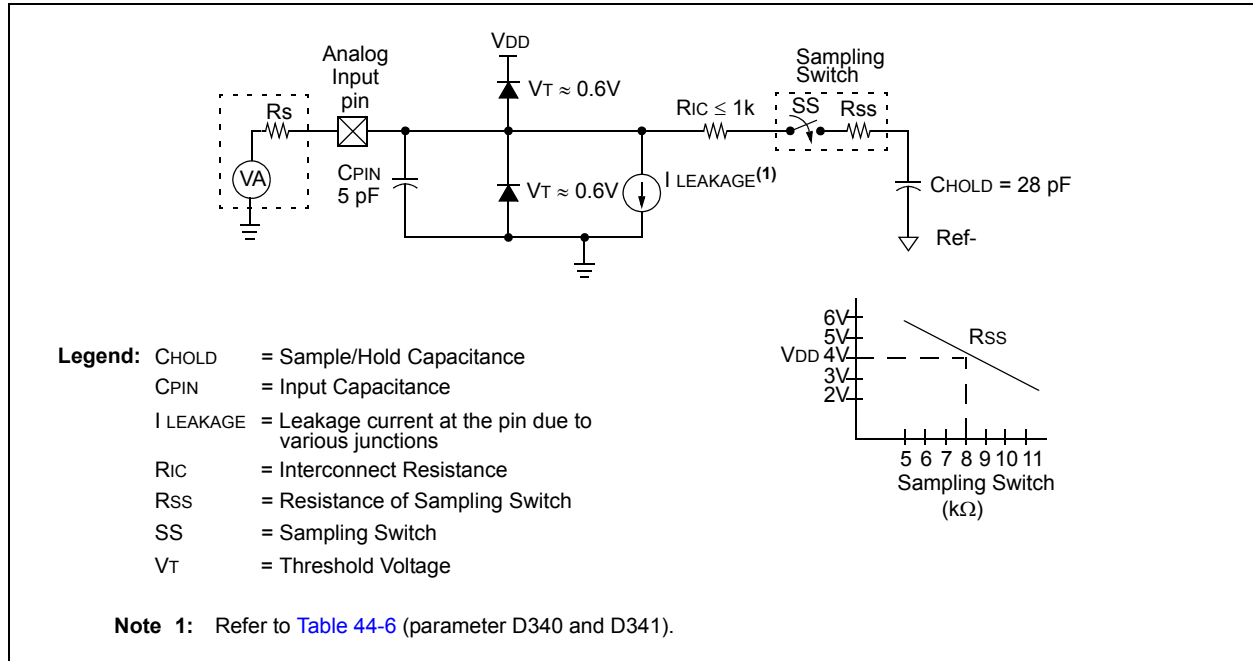 VDD
Analog
Input
pin
Sampling
Switch
VT ≈ 0.6V
RIC ≤ 1k
SS
Rss
Rs
VA
CPIN
5 pF
VT ≈ 0.6V
I LEAKAGE(1)
CHOLD = 28 pF
Ref-
6V
5V
VDD 4V
3V
2V
RSS
5 6 7 8 9 10 11
Sampling Switch
(kΩ)
Legend: CHOLD = Sample/Hold Capacitance
CPIN = Input Capacitance
I LEAKAGE = Leakage current at the pin due to
various junctions
RIC = Interconnect Resistance
RSS = Resistance of Sampling Switch
SS = Sampling Switch
VT = Threshold Voltage
Note 1: Refer to Table 44-6 (parameter D340 and D341).